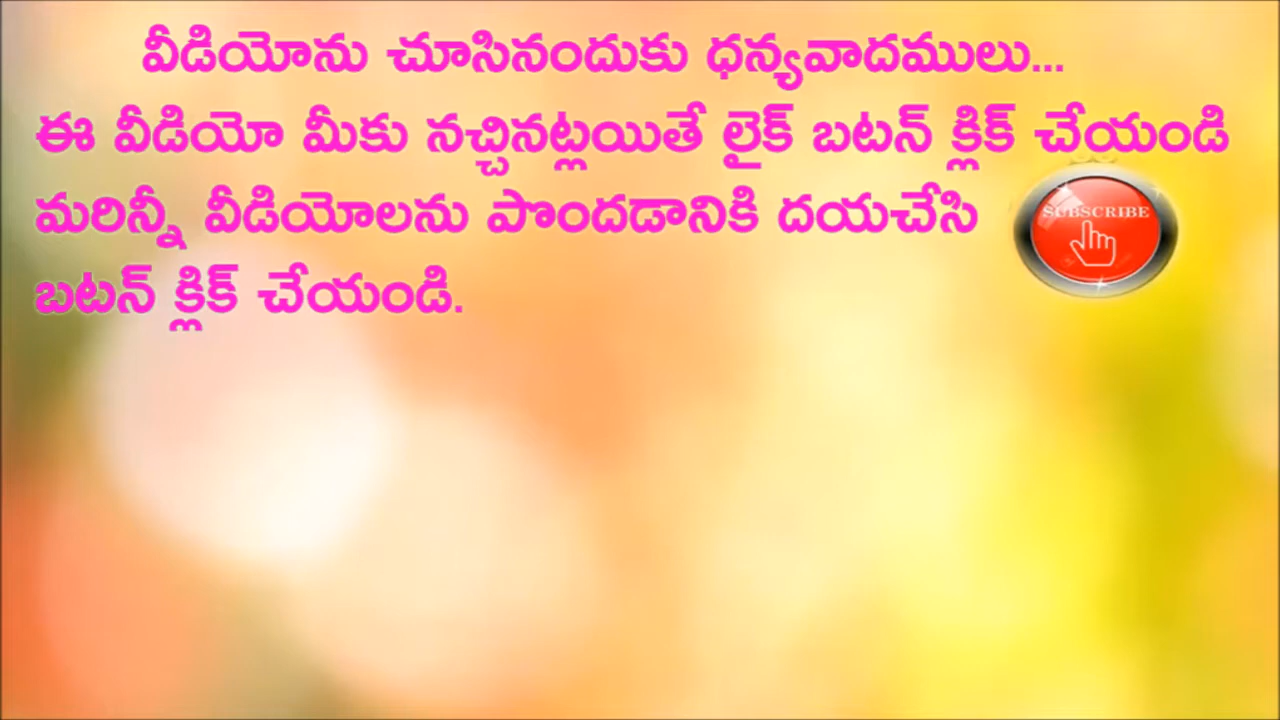 వీడియోను చూసినందుకు ధన్యవాదములు...
ఈ వీడియో మీకు నచ్చినట్లయితే లైక్ బటన్ క్లిక్ చేయండి
మరిన్నీ వీడియోలను పొందడానికి దయచేసి SUBSCRIBE
బటన్ క్లిక్ చేయండి.